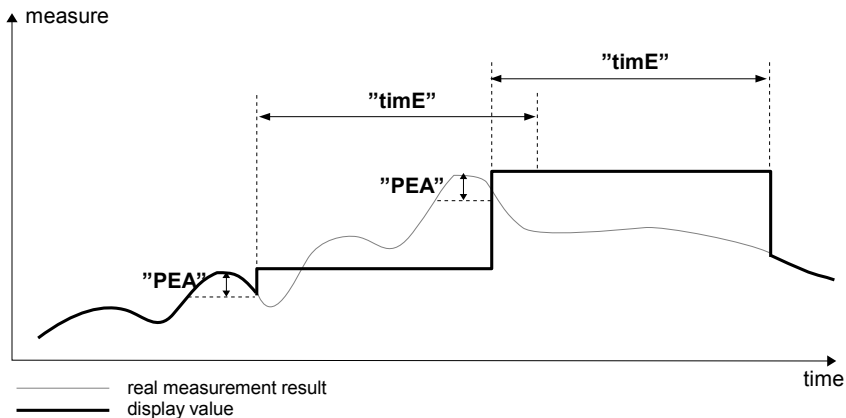 measure
”timE”
”timE”
”PEA”
”PEA”
time
real measurement result
display value